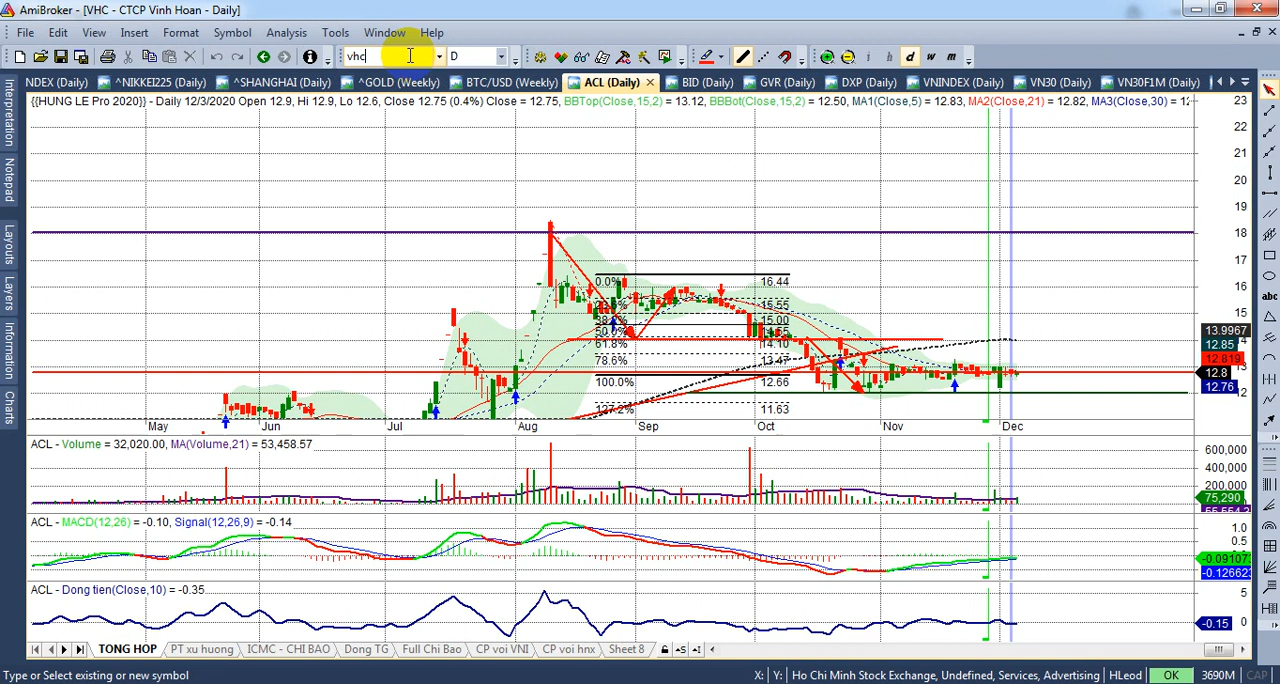 AmiBroker - [VHC - CTCP Vinh Hoan - Daily]
File Edit View Insert Format Symbol Analysis Tools Window Help
vhc D i d w m
NDEX (Daily) ^NIKKEI225 (Daily) ^SHANGHAI (Daily) ^GOLD (Weekly) BTC/USD (Weekly) ACL (Daily) BID (Daily) GVR (Daily) DXP (Daily) VNINDEX (Daily) VN30 (Daily) VN30F1M (Daily)
{{HUNG LE Pro 2020}} - Daily 12/3/2020 Open 12.9, Hi 12.9, Lo 12.6, Close 12.75 (0.4%) Close = 12.75, BBTop(Close,15,2) = 13.12, BBBot(Close,15,2) = 12.50, MA1(Close,5) = 12.83, MA2(Close,21) = 12.82, MA3(Close,30) = 12
Interpretation
Notepad
Layouts
Layers
Information
Charts
abc
23
22
21
20
19
18
17
16
15
14
13
12
0.0% 16.44
15.55
15.00
61.8% 14.10
78.6% 13.47
100.0% 12.66
127.2% 11.63
13.9967
12.85
12.819
12.8
12.76
May Jun Jul Aug Sep Oct Nov Dec
ACL - Volume = 32,020.00, MA(Volume,21) = 53,458.57
600,000
400,000
200,000
75,290
ACL - MACD(12,26) = -0.10, Signal(12,26,9) = -0.14
1.0
0.5
-0.09107
-0.126623
ACL - Dong tien(Close,10) = -0.35
5
0
-0.15
TONG HOP PT xu huong ICMC - CHI BAO Dong TG Full Chi Bao CP voi VNI CP voi hnx Sheet 8
Type or Select existing or new symbol X: Y: Ho Chi Minh Stock Exchange, Undefined, Services, Advertising HLeod OK 3690M CAP